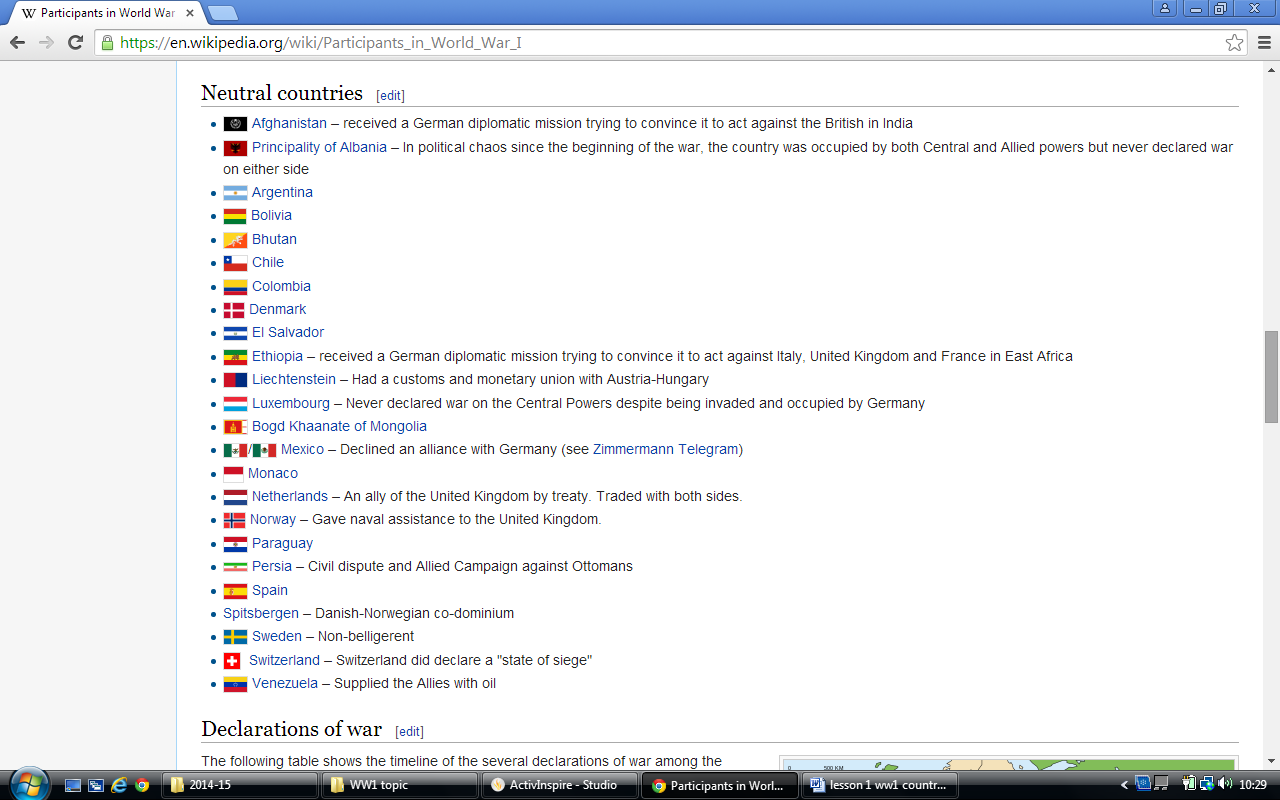 Participants in World War
https://en.wikipedia.org/wiki/Participants_in_World_War_I
Neutral countries [edit]
Afghanistan – received a German diplomatic mission trying to convince it to act against the British in India
Principality of Albania – In political chaos since the beginning of the war, the country was occupied by both Central and Allied powers but never declared war
on either side
Argentina
Bolivia
Bhutan
Chile
Colombia
Denmark
El Salvador
Ethiopia – received a German diplomatic mission trying to convince it to act against Italy, United Kingdom and France in East Africa
Liechtenstein – Had a customs and monetary union with Austria-Hungary
Luxembourg – Never declared war on the Central Powers despite being invaded and occupied by Germany
Bogd Khaanate of Mongolia
/ Mexico – Declined an alliance with Germany (see Zimmermann Telegram)
Monaco
Netherlands – An ally of the United Kingdom by treaty. Traded with both sides.
Norway – Gave naval assistance to the United Kingdom.
Paraguay
Persia – Civil dispute and Allied Campaign against Ottomans
Spain
Spitsbergen – Danish-Norwegian co-dominium
Sweden – Non-belligerent
Switzerland – Switzerland did declare a "state of siege"
Venezuela – Supplied the Allies with oil
Declarations of war [edit]
The following table shows the timeline of the several declarations of war among the
0 500 KM
2014-15 WW1 topic ActivInspire - Studio Participants in Worl... lesson 1 ww1 countr... 10:29